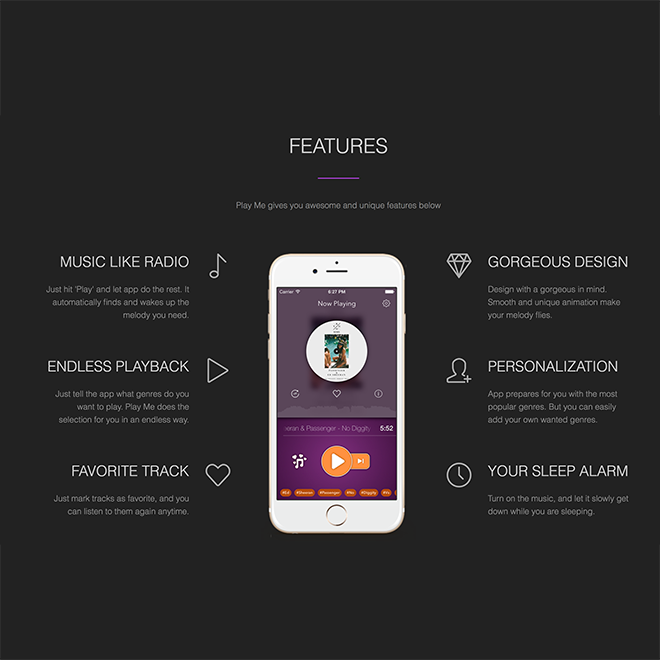 FEATURES
Play Me gives you awesome and unique features below
MUSIC LIKE RADIO
Just hit 'Play' and let app do the rest. It
automatically finds and wakes up the
melody you need.
ENDLESS PLAYBACK
Just tell the app what genres do you
want to play. Play Me does the
selection for you in an endless way.
FAVORITE TRACK
Just mark tracks as favorite, and you
can listen to them again anytime.
Carrier 6:27 PM
Now Playing
eeran & Passenger - No Diggity 5:52
#Ed #Sheeran #Passenger #No #Diggity #Vs
GORGEOUS DESIGN
Design with a gorgeous in mind.
Smooth and unique animation make
your melody flies.
PERSONALIZATION
App prepares for you with the most
popular genres. But you can easily
add your own wanted genres.
YOUR SLEEP ALARM
Turn on the music, and let it slowly get
down while you are sleeping.